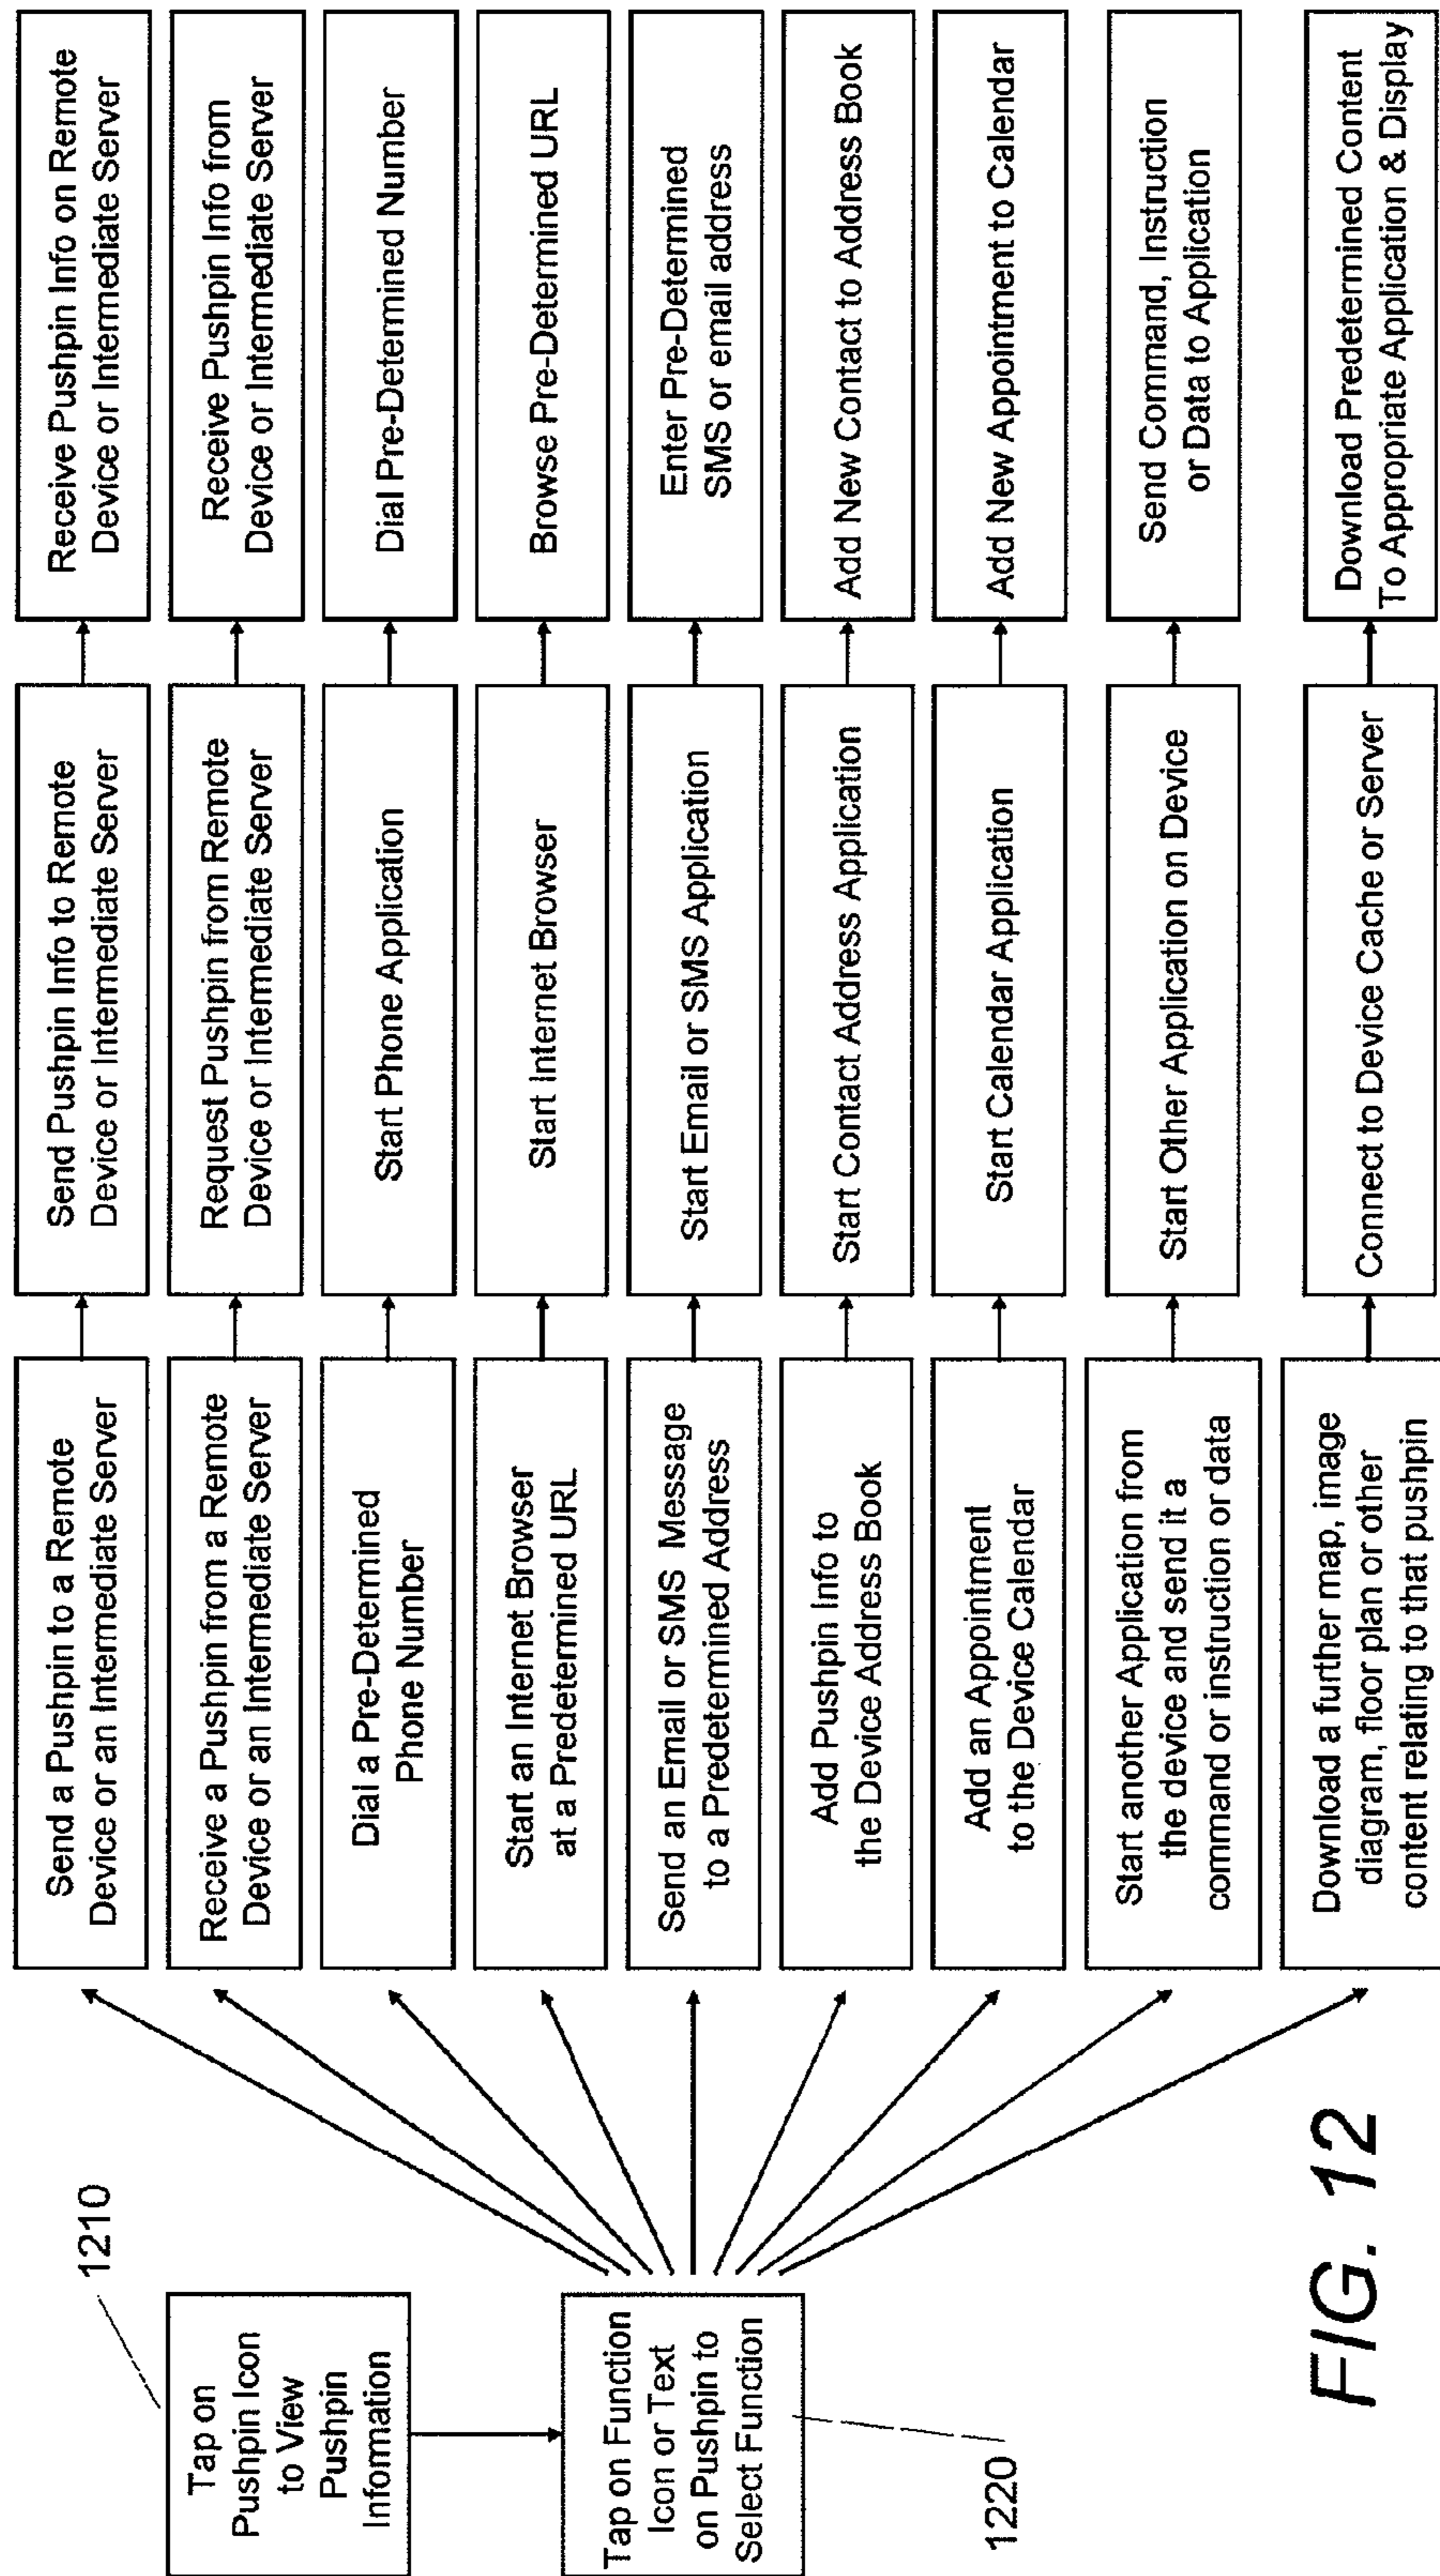 1210
Tap on
Pushpin Icon
to View
Pushpin
Information
Tap on Function
Icon or Text
on Pushpin to
Select Function
1220
Send a Pushpin to a Remote
Device or an Intermediate Server
Send Pushpin Info to Remote
Device or Intermediate Server
Receive Pushpin Info on Remote
Device or Intermediate Server
Receive a Pushpin from a Remote
Device or an Intermediate Server
Request Pushpin from Remote
Device or Intermediate Server
Receive Pushpin Info from
Device or Intermediate Server
Dial a Pre-Determined
Phone Number
Start Phone Application
Dial Pre-Determined Number
Start an Internet Browser
at a Predetermined URL
Start Internet Browser
Browse Pre-Determined URL
Send an Email or SMS Message
to a Predetermined Address
Start Email or SMS Application
Enter Pre-Determined
SMS or email address
Add Pushpin Info to
the Device Address Book
Start Contact Address Application
Add New Contact to Address Book
Add an Appointment
to the Device Calendar
Start Calendar Application
Add New Appointment to Calendar
Start another Application from
the device and send it a
command or instruction or data
Start Other Application on Device
Send Command, Instruction
or Data to Application
Download a further map, image
diagram, floor plan or other
content relating to that pushpin
Connect to Device Cache or Server
Download Predetermined Content
To Appropriate Application & Display
FIG. 12